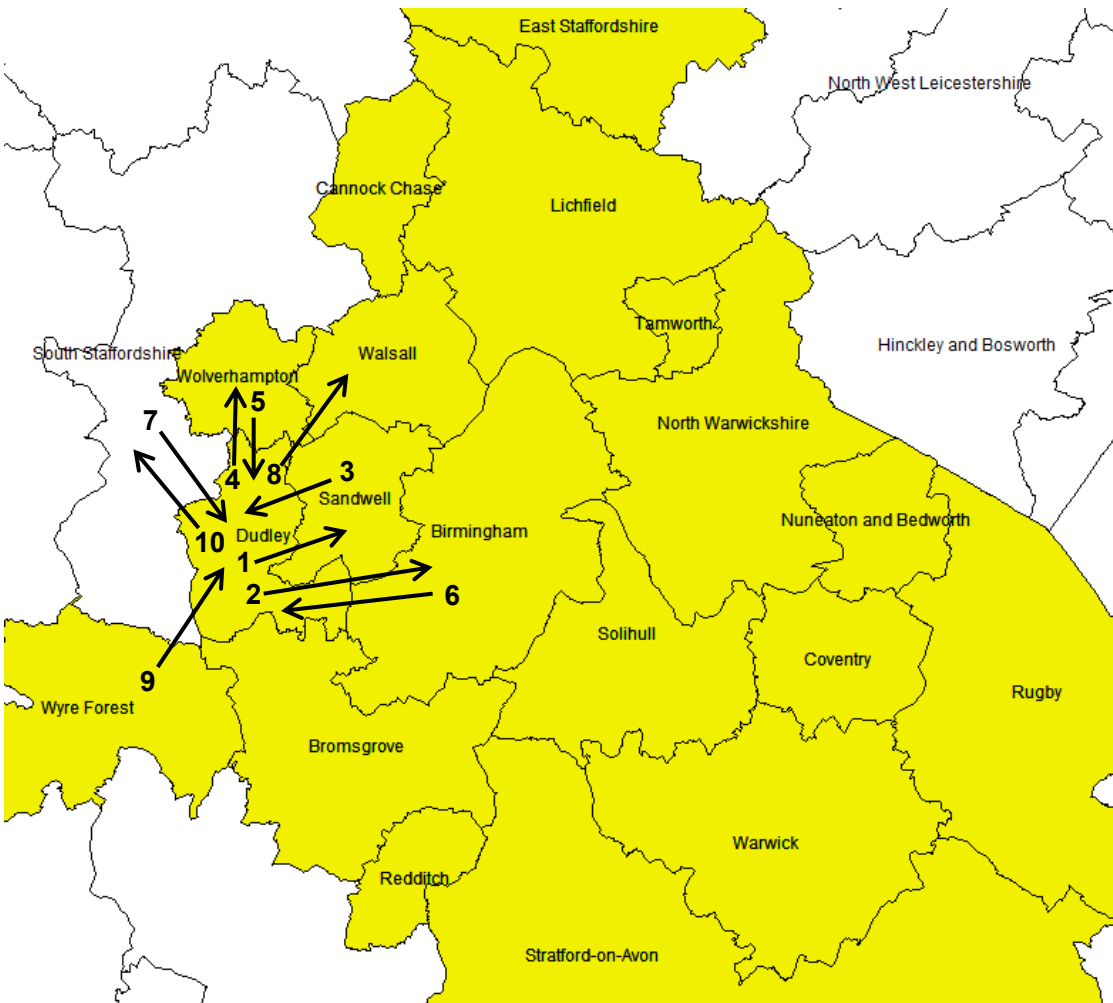 East Staffordshire
North West Leicestershire
Cannock Chase
Lichfield
Tamworth
South Staffordshire
Walsall
Hinckley and Bosworth
Wolverhampton
5
7
North Warwickshire
3
4
8
Sandwell
Nuneaton and Bedworth
Birmingham
Dudley
10
1
2
6
Solihull
Coventry
9
Rugby
Wyre Forest
Bromsgrove
Warwick
Redditch
Stratford-on-Avon